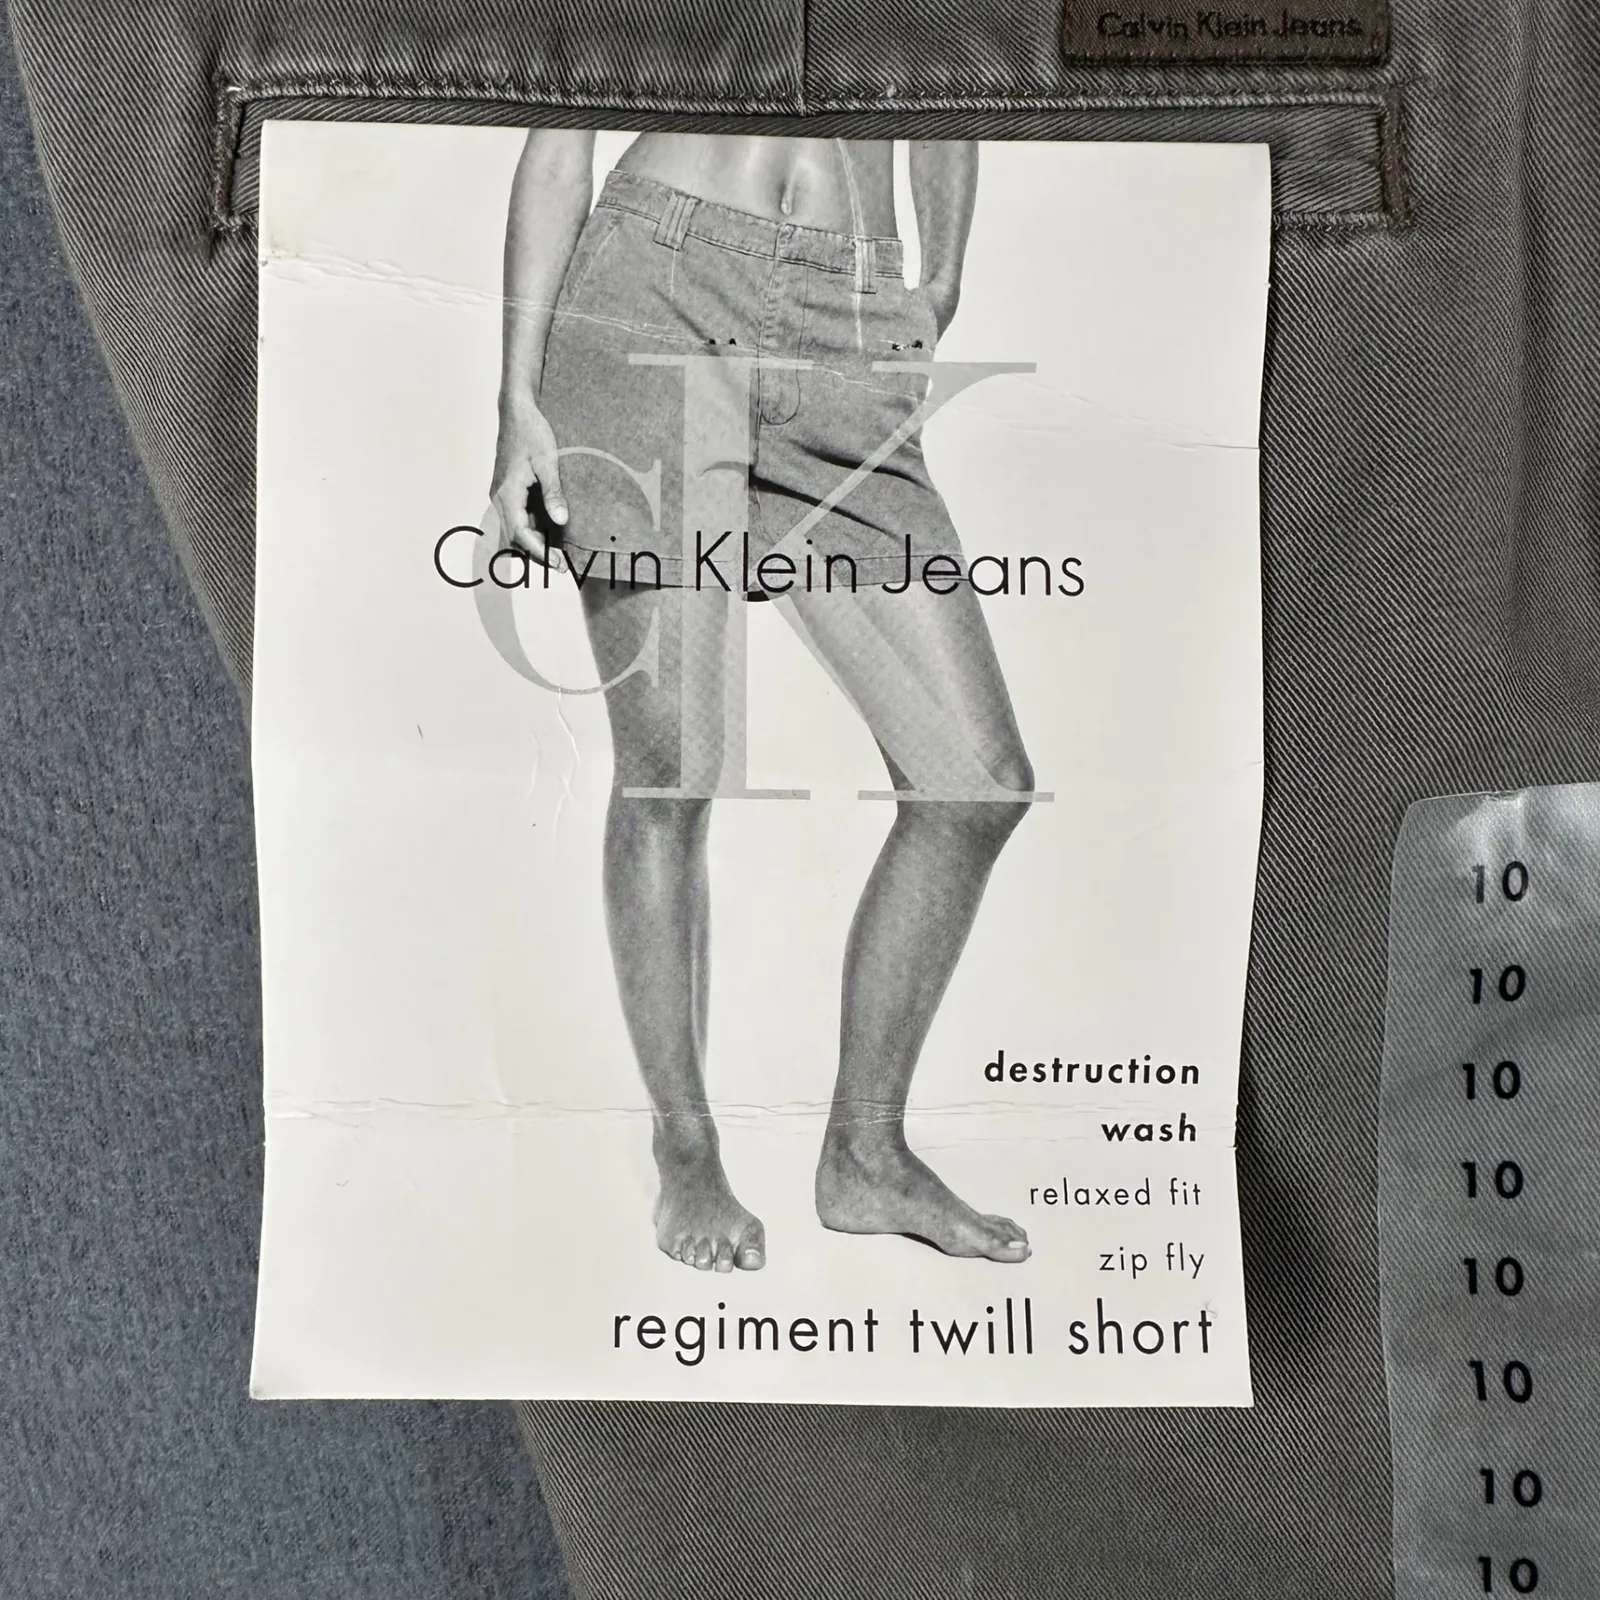 Calvin Klein Jeans
cK
Calvin Klein Jeans
destruction
wash
relaxed fit
zip fly
regiment twill short
10
10
10
10
10
10
10
10